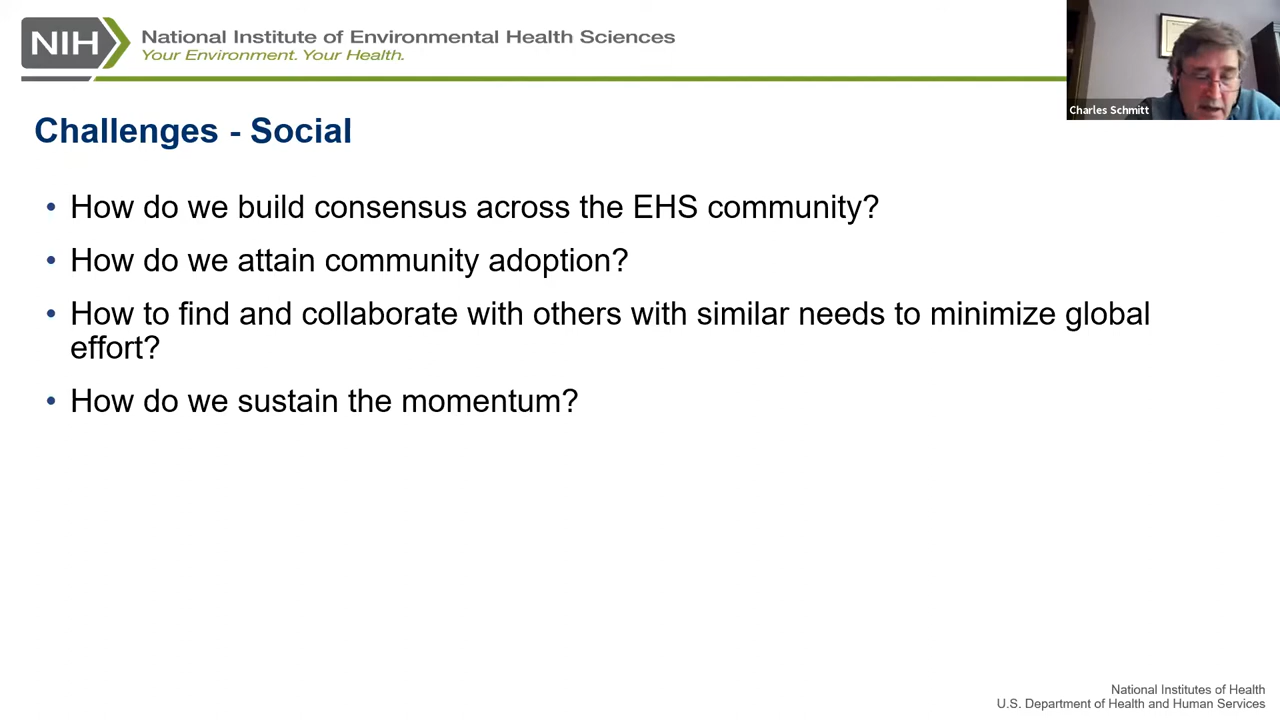 NIH
National Institute of Environmental Health Sciences
Your Environment. Your Health.
Charles Schmitt
Challenges - Social
• How do we build consensus across the EHS community?
• How do we attain community adoption?
• How to find and collaborate with others with similar needs to minimize global
effort?
• How do we sustain the momentum?
National Institutes of Health
U.S. Department of Health and Human Services